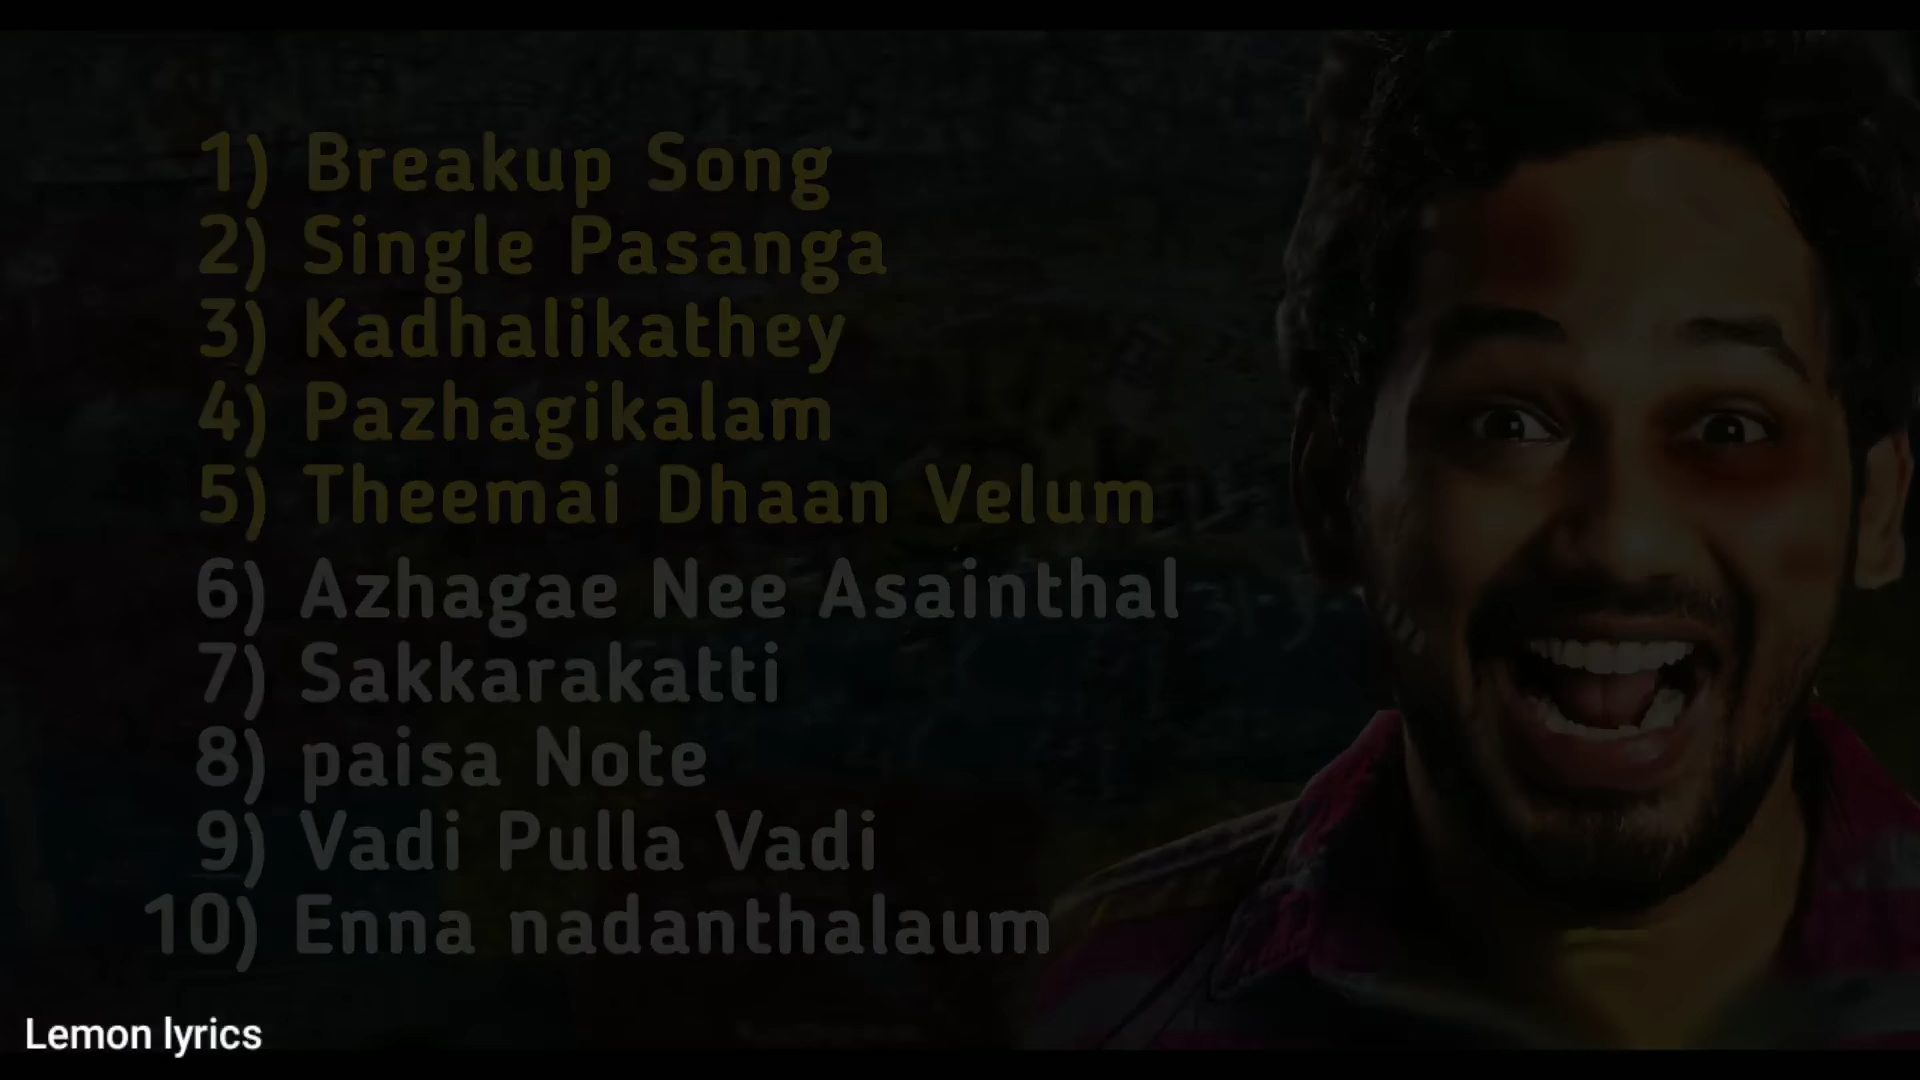 1) Breakup Song
2) Single Pasanga
3) Kadhalikathey
4) Pazhagikalam
5) Theemai Dhaan Velum
6) Azhagae Nee Asainthal
7) Sakkarakatti
8) paisa Note
9) Vadi Pulla Vadi
10) Enna nadanthalaum
Lemon lyrics